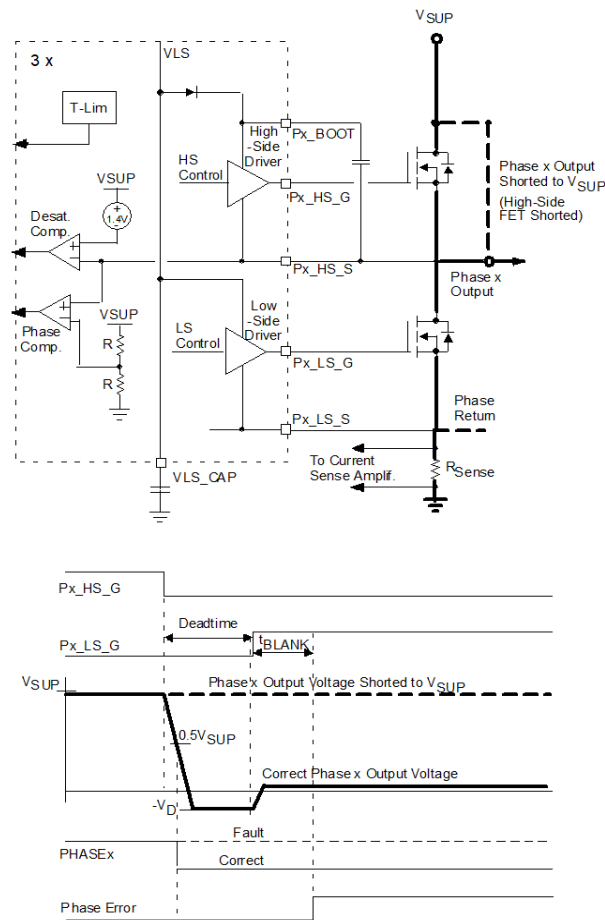 VSUP
3 x
VLS
T-Lim
High
-Side
Driver
Px_BOOT
HS
Control
Px_HS_G
Phase x Output
Shorted to VSUP
(High-Side
FET Shorted)
VSUP
1.4V
Desat.
Comp.
Px_HS_S
Phase x
Output
Low
-Side
Driver
VSUP
Phase
Comp.
R
R
LS
Control
Px_LS_G
Phase
Return
Px_LS_S
To Current
Sense Amplif.
RSense
VLS_CAP
Px_HS_G
Deadtime
Px_LS_G
tBLANK
VSUP
Phase x Output Voltage Shorted to VSUP
0.5VSUP
Correct Phase x Output Voltage
-VD
Fault
PHASEx
Correct
Phase Error